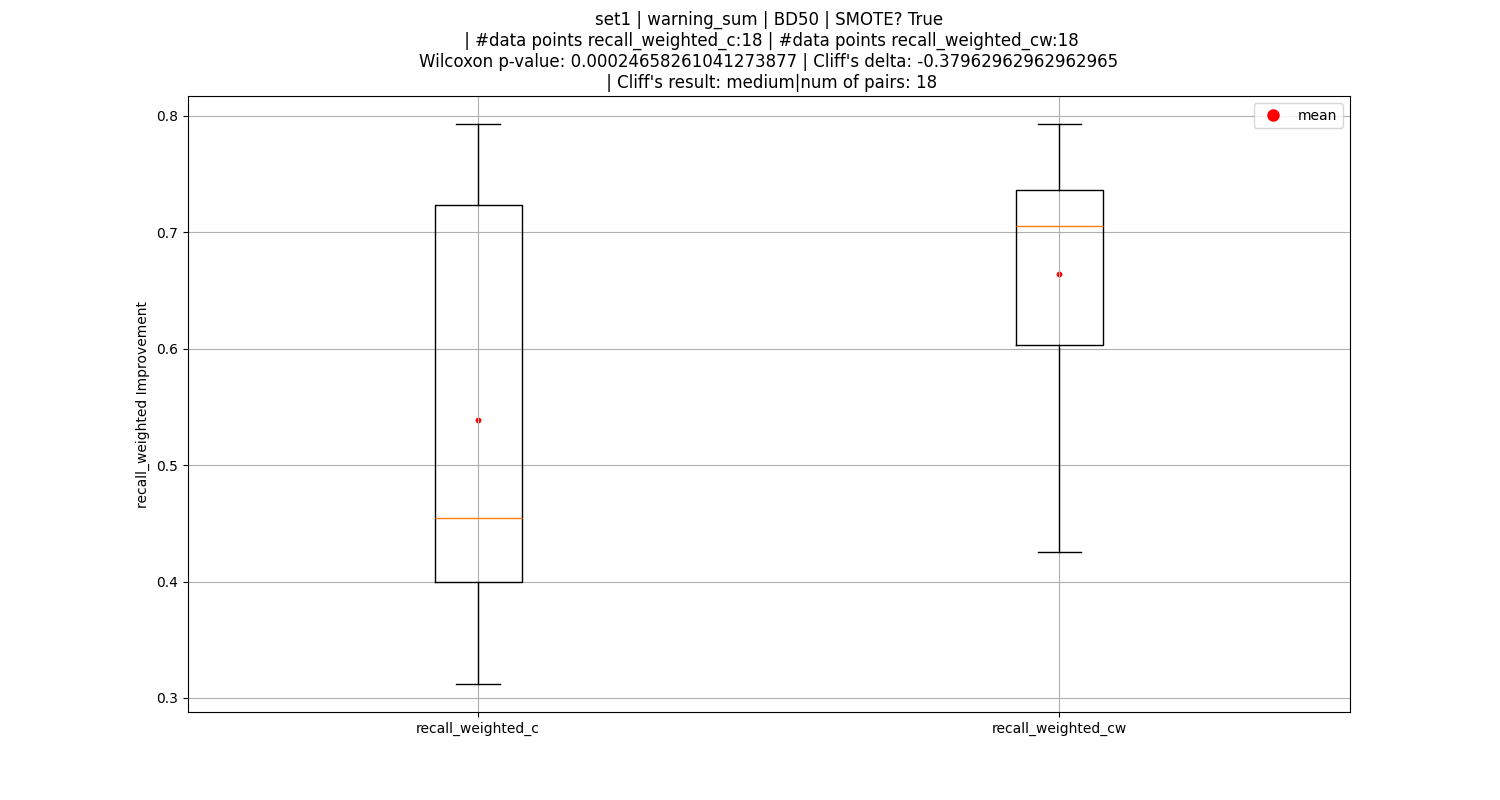 set1 | warning_sum | BD50 | SMOTE? True
| #data points recall_weighted_c:18 | #data points recall_weighted_cw:18
Wilcoxon p-value: 0.00024658261041273877 | Cliff's delta: -0.37962962962962965
| Cliff's result: medium|num of pairs: 18
mean
0.8
0.7
0.6
0.5
0.4
0.3
recall_weighted Improvement
recall_weighted_c
recall_weighted_cw